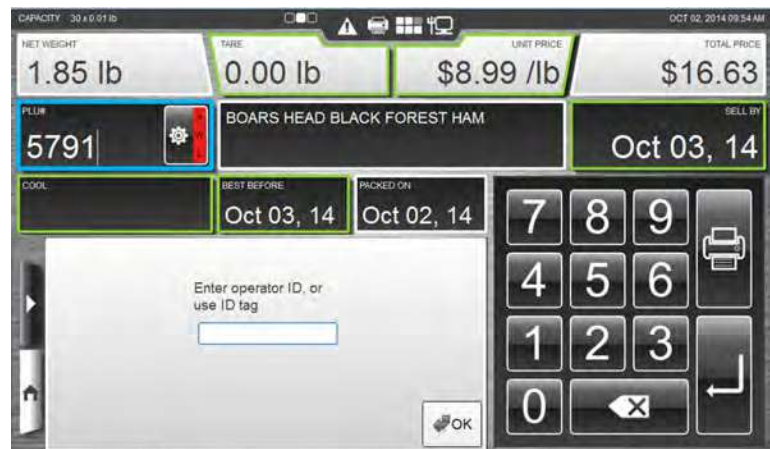 CAPACITY 30 x 0.01 lb
OCT 02, 2014 09:54 AM
NET WEIGHT
TARE
UNIT PRICE
TOTAL PRICE
1.85 lb
0.00 lb
$8.99 /lb
$16.63
PLU#
5791
BOARS HEAD BLACK FOREST HAM
SELL BY
Oct 03, 14
COOL
BEST BEFORE
PACKED ON
Oct 03, 14
Oct 02, 14
Enter operator ID, or
use ID tag
OK
7 8 9
4 5 6
1 2 3
0